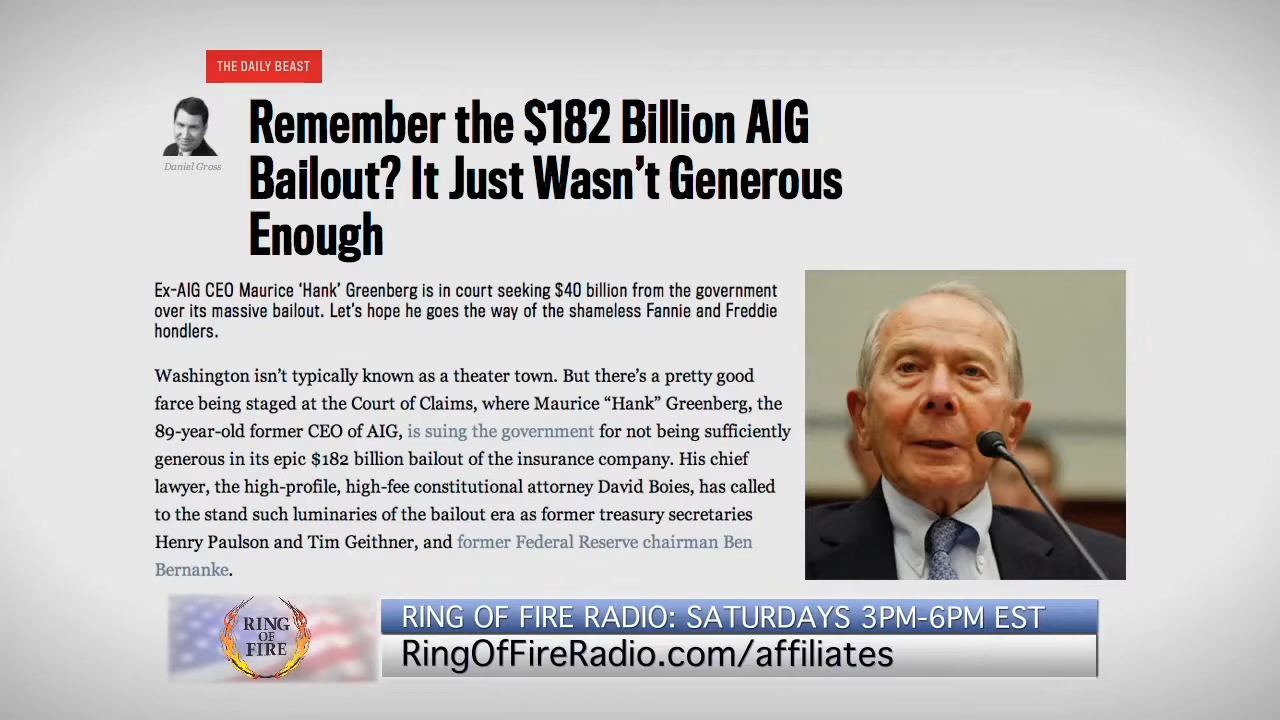 THE DAILY BEAST
Daniel Gross
Remember the $182 Billion AIG
Bailout? It Just Wasn't Generous
Enough
Ex-AIG CEO Maurice 'Hank' Greenberg is in court seeking $40 billion from the government
over its massive bailout. Let's hope he goes the way of the shameless Fannie and Freddie
hondlers.
Washington isn't typically known as a theater town. But there's a pretty good
farce being staged at the Court of Claims, where Maurice "Hank" Greenberg, the
89-year-old former CEO of AIG, is suing the government for not being sufficiently
generous in its epic $182 billion bailout of the insurance company. His chief
lawyer, the high-profile, high-fee constitutional attorney David Boies, has called
to the stand such luminaries of the bailout era as former treasury secretaries
Henry Paulson and Tim Geithner, and former Federal Reserve chairman Ben
Bernanke.
RING
OF
FIRE
RING OF FIRE RADIO: SATURDAYS 3PM-6PM EST
RingOfFireRadio.com/affiliates